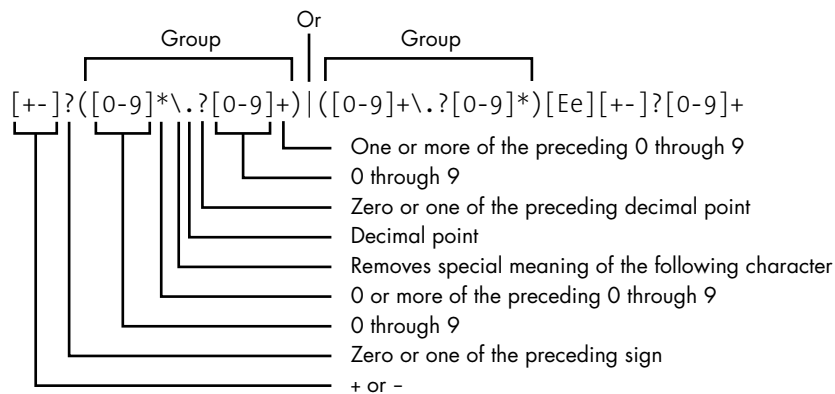 Or
Group Group
[+-]?([0-9]*\.?[0-9]+)|([0-9]+\.?[0-9]*)[Ee][+-]?[0-9]+
One or more of the preceding 0 through 9
0 through 9
Zero or one of the preceding decimal point
Decimal point
Removes special meaning of the following character
0 or more of the preceding 0 through 9
0 through 9
Zero or one of the preceding sign
+ or –